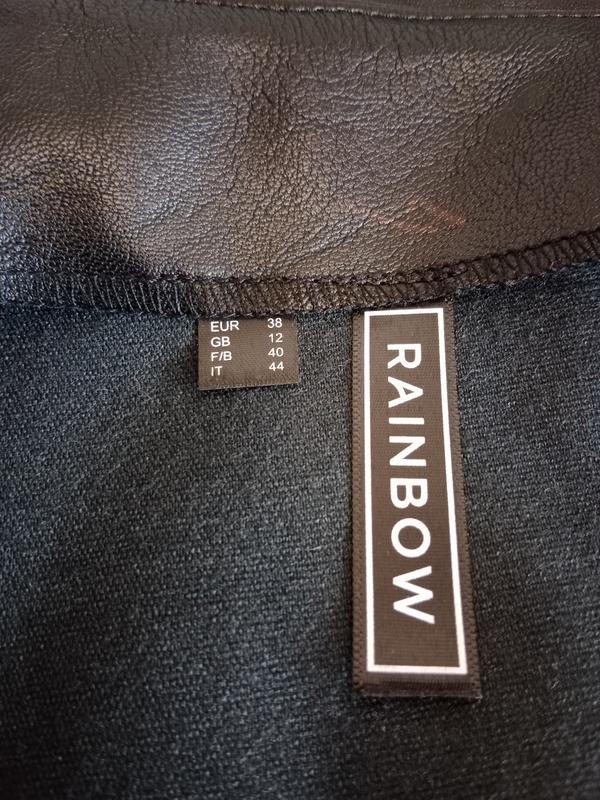 EUR 38
GB 12
F/B 40
IT 44
RAINBOW